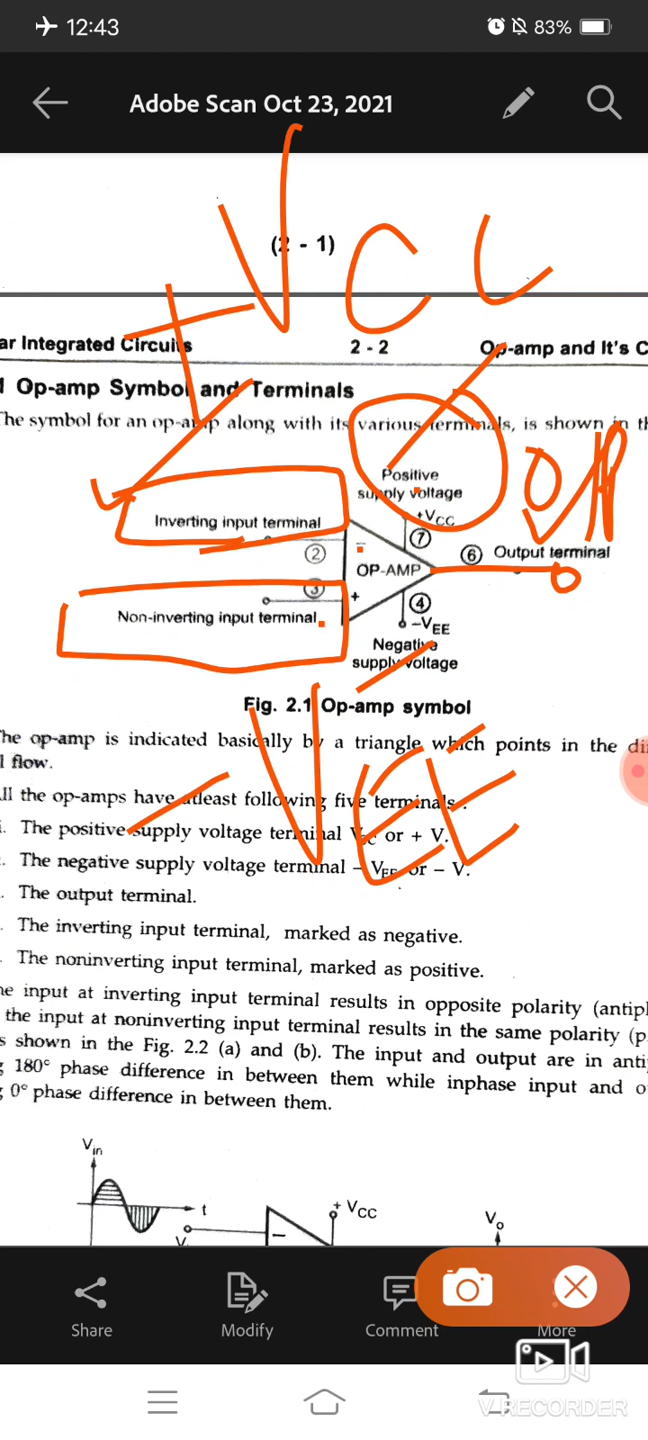 12:43
83%
Adobe Scan Oct 23, 2021
(2 - 1)
+VCC
ar Integrated Circuits 2 - 2 Op-amp and It's C
Op-amp Symbol and Terminals
The symbol for an op-amp along with its various terminals, is shown in th
Positive
supply voltage
+VCC
O/P
Inverting input terminal
2
7
-
OP-AMP
6 Output terminal
3
+
4
Non-inverting input terminal
-VEE
Negative
supply voltage
Fig. 2.1 Op-amp symbol
-VEE
he op-amp is indicated basically by a triangle which points in the di
l flow.
ll the op-amps have atleast following five terminals.
i. The positive supply voltage terminal VCC or + V.
. The negative supply voltage terminal - VEE or - V.
. The output terminal.
. The inverting input terminal, marked as negative.
. The noninverting input terminal, marked as positive.
he input at inverting input terminal results in opposite polarity (antipl
the input at noninverting input terminal results in the same polarity (p
s shown in the Fig. 2.2 (a) and (b). The input and output are in anti
g 180° phase difference in between them while inphase input and o
g 0° phase difference in between them.
Vin
t
V
-
+ VCC
Vo
Share
Modify
Comment
More
V RECORDER